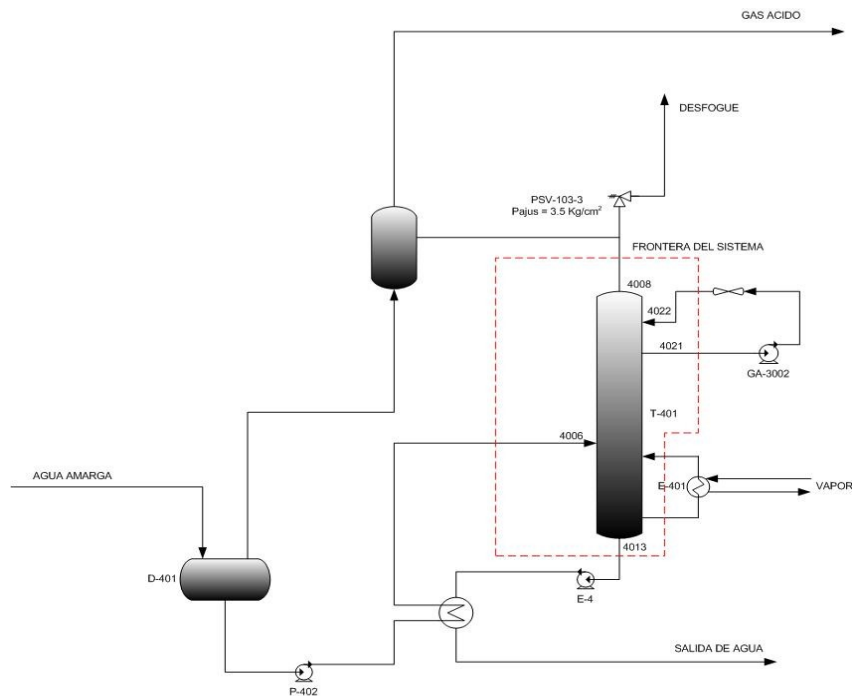 GAS ACIDO
DESFOGUE
PSV-103-3
Pajus = 3.5 Kg/cm²
FRONTERA DEL SISTEMA
4008
4022
4021
GA-3002
T-401
4006
AGUA AMARGA
E-401
VAPOR
4013
D-401
E-4
SALIDA DE AGUA
P-402